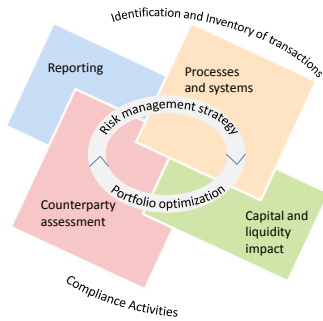 Identification and Inventory of transactions
Reporting
Processes
and systems
Risk management strategy
Portfolio optimization
Counterparty
assessment
Capital and
liquidity
impact
Compliance Activities